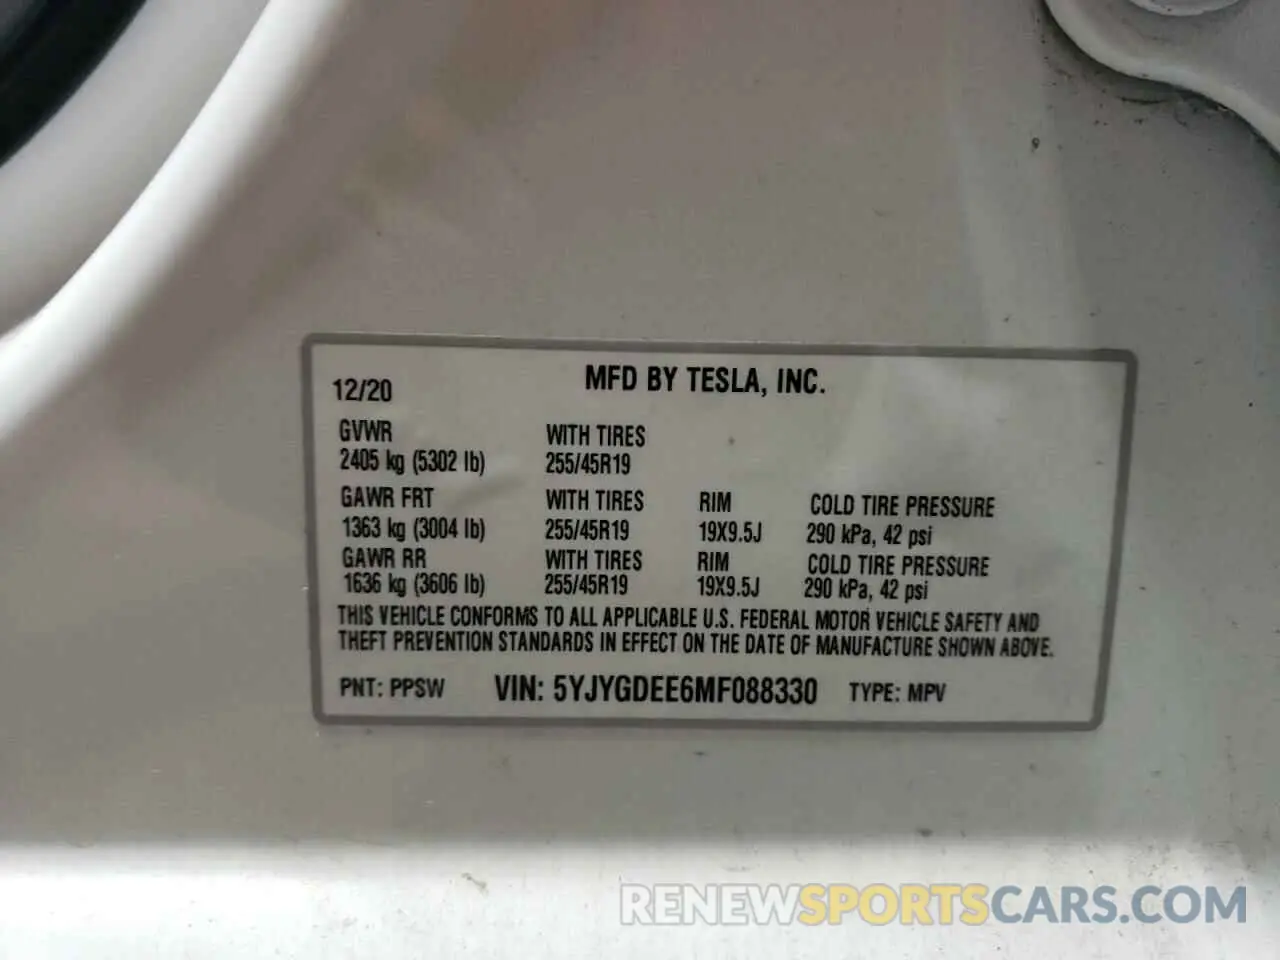 12/20 MFD BY TESLA, INC.
GVWR WITH TIRES
2405 kg (5302 lb) 255/45R19
GAWR FRT WITH TIRES RIM COLD TIRE PRESSURE
1363 kg (3004 lb) 255/45R19 19X9.5J 290 kPa, 42 psi
GAWR RR WITH TIRES RIM COLD TIRE PRESSURE
1636 kg (3606 lb) 255/45R19 19X9.5J 290 kPa, 42 psi
THIS VEHICLE CONFORMS TO ALL APPLICABLE U.S. FEDERAL MOTOR VEHICLE SAFETY AND
THEFT PREVENTION STANDARDS IN EFFECT ON THE DATE OF MANUFACTURE SHOWN ABOVE.
PNT: PPSW VIN: 5YJYGDEE6MF088330 TYPE: MPV
RENEWSPORTSCARS.COM